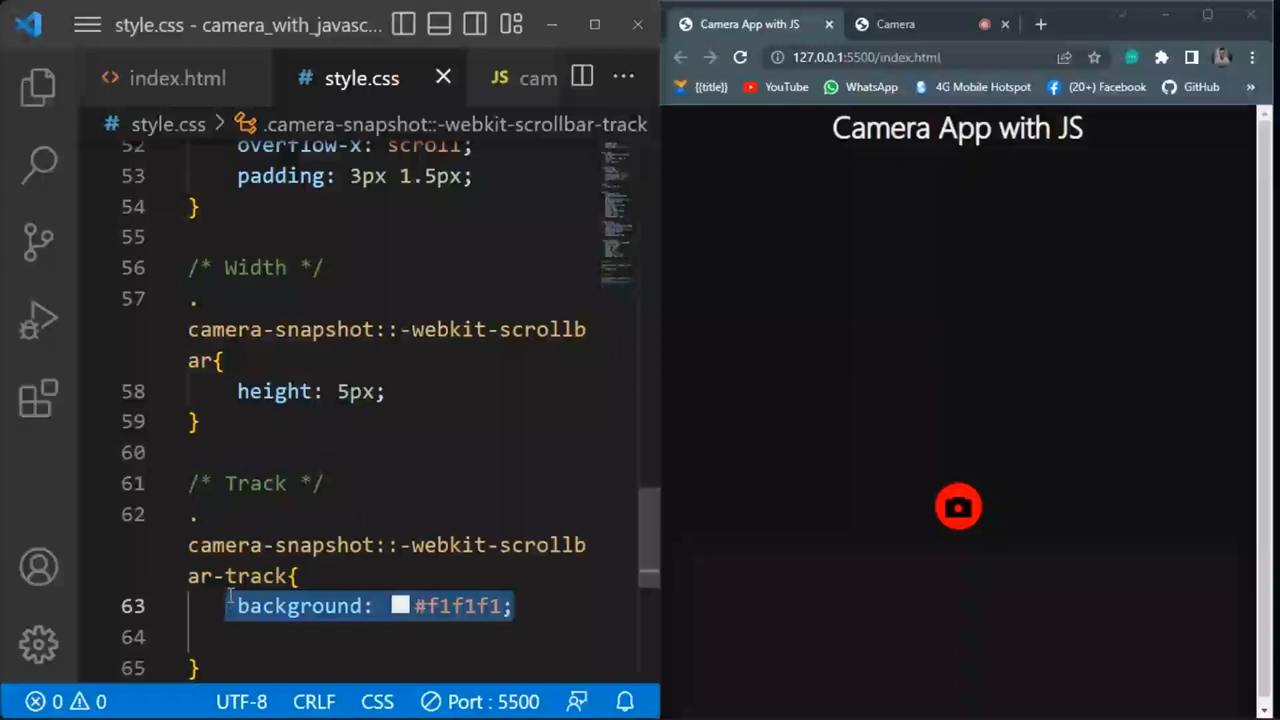 style.css - camera_with_javasc...
index.html
# style.css
JS cam
style.css > .camera-snapshot::-webkit-scrollbar-track
52 overflow-x: scroll;
53 padding: 3px 1.5px;
54 }
55
56 /* Width */
57 .
camera-snapshot::-webkit-scrollb
ar{
58 height: 5px;
59 }
60
61 /* Track */
62 .
camera-snapshot::-webkit-scrollb
ar-track{
63 background: #f1f1f1;
64
65 }
0 0 UTF-8 CRLF CSS Port : 5500
Camera App with JS
Camera
127.0.0.1:5500/index.html
{{title}} YouTube WhatsApp 4G Mobile Hotspot (20+) Facebook GitHub »
Camera App with JS